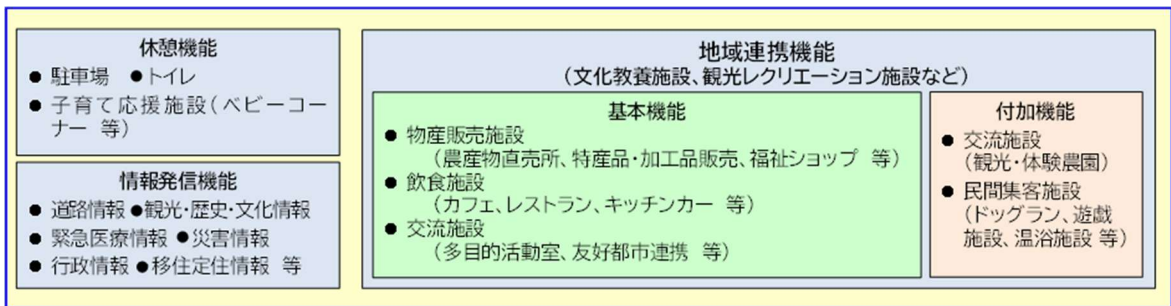 休憩機能
● 駐車場 ●トイレ
● 子育て応援施設(ベビーコー
ナー 等)
情報発信機能
● 道路情報 ●観光・歴史・文化情報
● 緊急医療情報 ●災害情報
● 行政情報 ●移住定住情報 等
地域連携機能
(文化教養施設、観光レクリエーション施設など)
基本機能
● 物産販売施設
(農産物直売所、特産品・加工品販売、福祉ショップ 等)
● 飲食施設
(カフェ、レストラン、キッチンカー 等)
● 交流施設
(多目的活動室、友好都市連携 等)
付加機能
● 交流施設
(観光・体験農園)
● 民間集客施設
(ドッグラン、遊戯
施設、温浴施設 等)